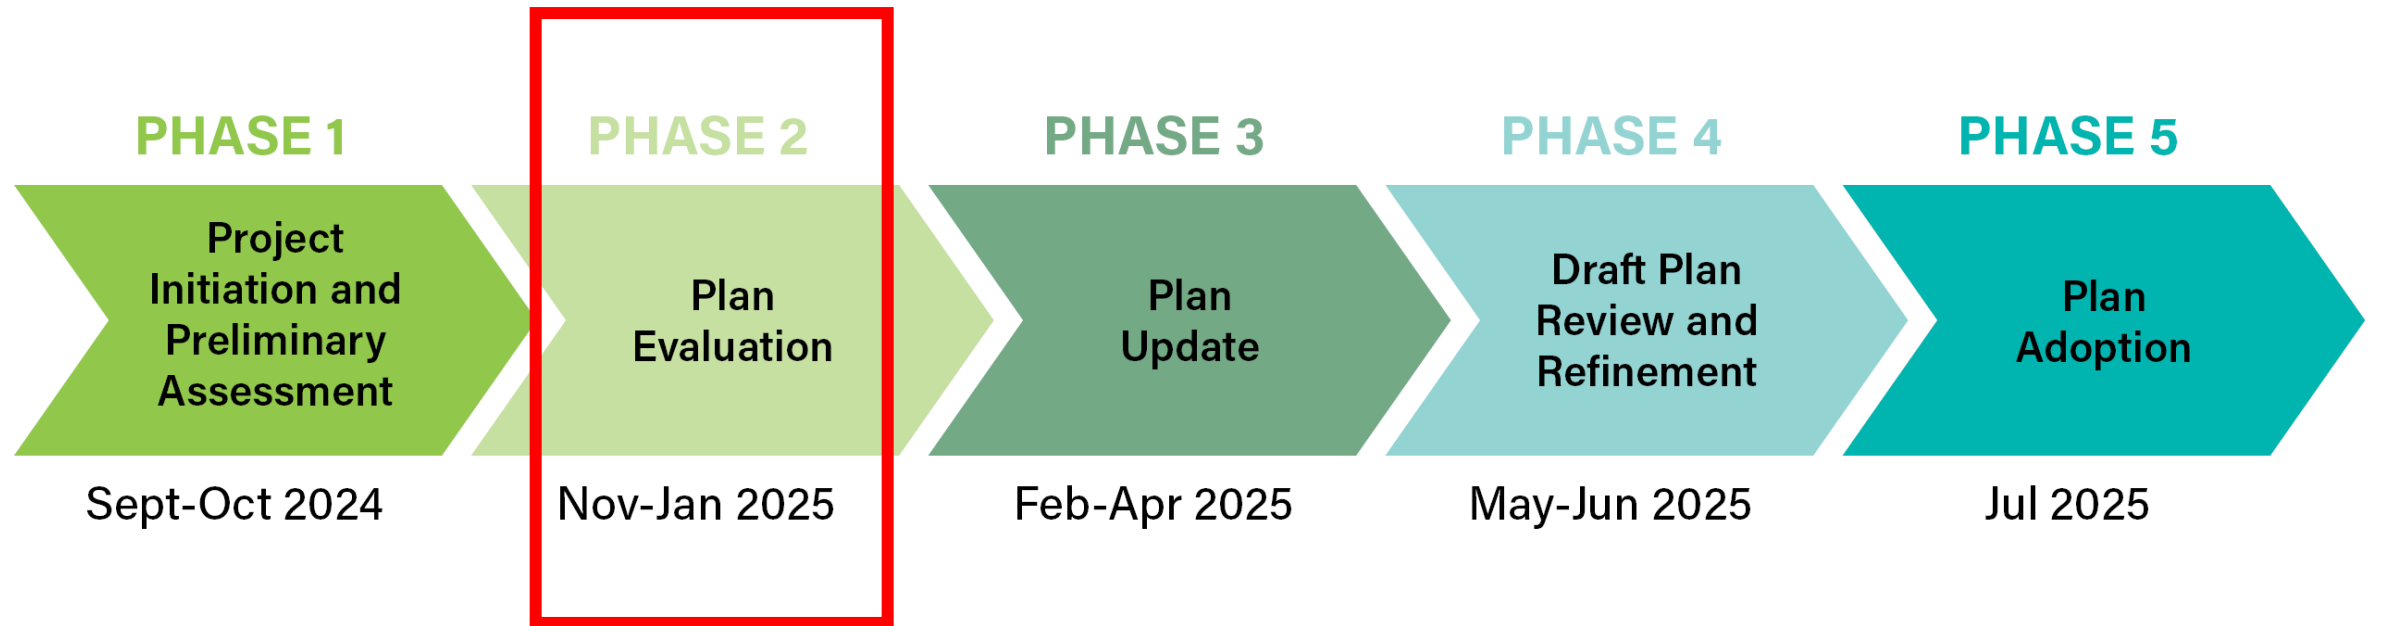 PHASE 1
Project
Initiation and
Preliminary
Assessment
Sept-Oct 2024
PHASE 2
Plan
Evaluation
Nov-Jan 2025
PHASE 3
Plan
Update
Feb-Apr 2025
PHASE 4
Draft Plan
Review and
Refinement
May-Jun 2025
PHASE 5
Plan
Adoption
Jul 2025